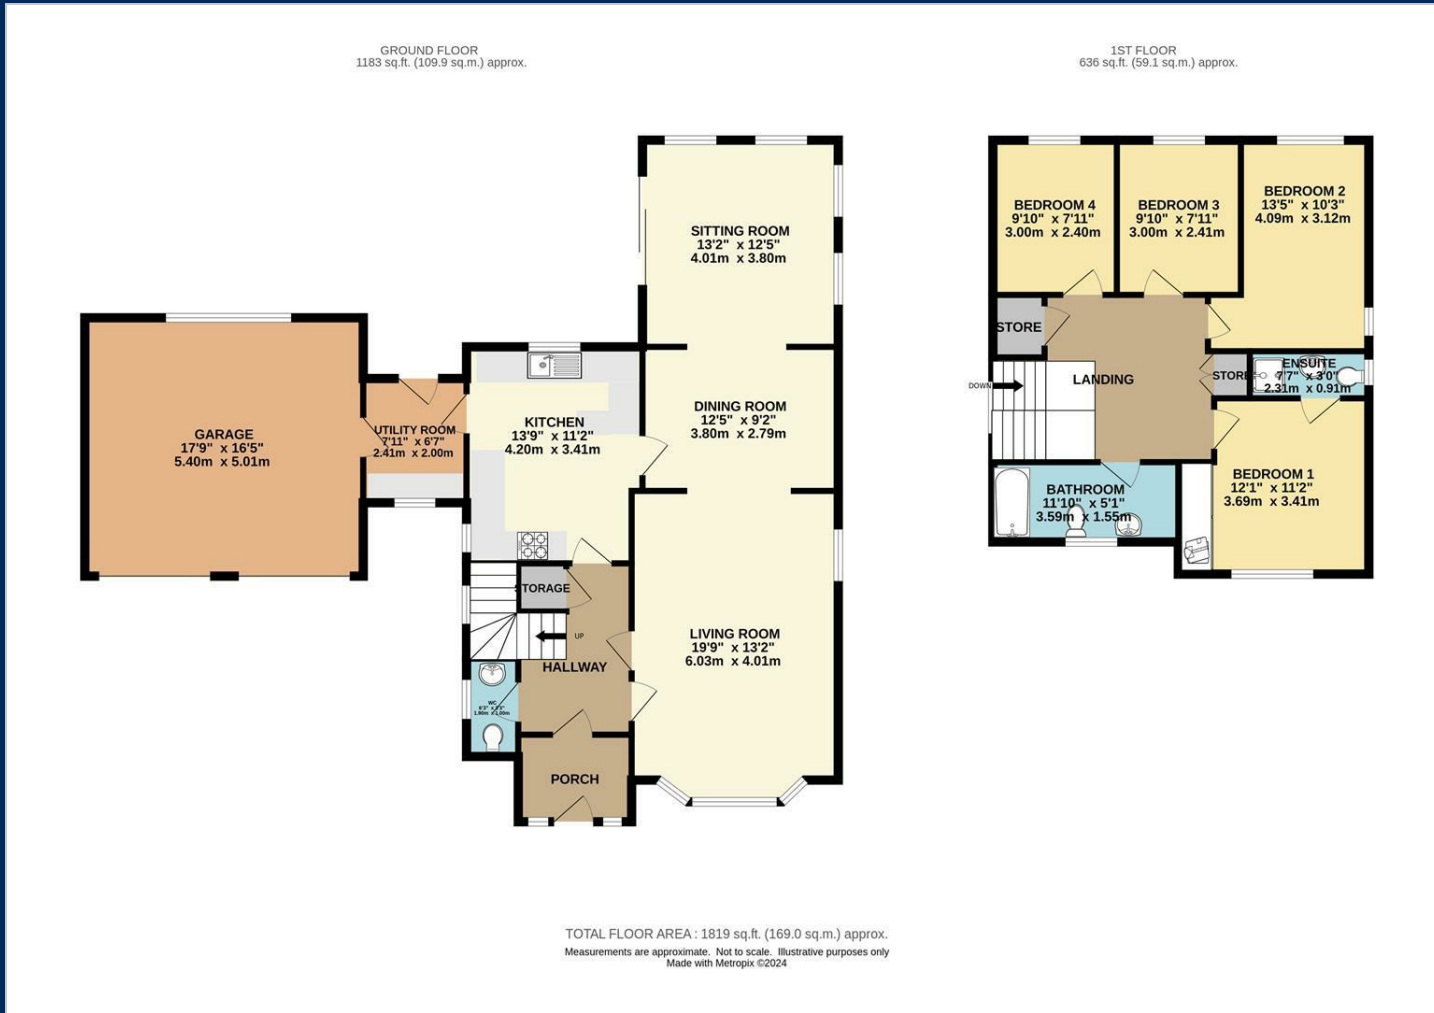 GROUND FLOOR
1183 sq.ft. (109.9 sq.m.) approx.
1ST FLOOR
636 sq.ft. (59.1 sq.m.) approx.
SITTING ROOM
13'2" x 12'5"
4.01m x 3.80m
GARAGE
17'9" x 16'5"
5.40m x 5.01m
UTILITY ROOM
7'11" x 6'7"
2.41m x 2.00m
KITCHEN
13'9" x 11'2"
4.20m x 3.41m
DINING ROOM
12'5" x 9'2"
3.80m x 2.79m
STORAGE
UP
HALLWAY
LIVING ROOM
19'9" x 13'2"
6.03m x 4.01m
WC
PORCH
BEDROOM 4
9'10" x 7'11"
3.00m x 2.40m
BEDROOM 3
9'10" x 7'11"
3.00m x 2.41m
BEDROOM 2
13'5" x 10'3"
4.09m x 3.12m
STORE
DOWN
LANDING
STORE
ENSUITE
7'7" x 3'0"
2.31m x 0.91m
BEDROOM 1
12'1" x 11'2"
3.69m x 3.41m
BATHROOM
11'10" x 5'1"
3.59m x 1.55m
TOTAL FLOOR AREA : 1819 sq.ft. (169.0 sq.m.) approx.
Measurements are approximate. Not to scale. Illustrative purposes only
Made with Metropix ©2024